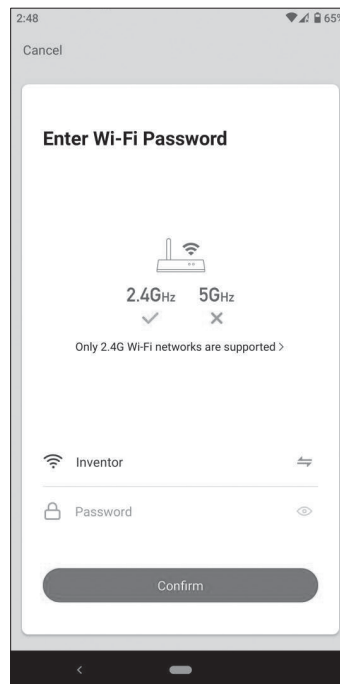 2:48 65%
Cancel
Enter Wi-Fi Password
2.4GHz 5GHz
Only 2.4G Wi-Fi networks are supported >
Inventor
Password
Confirm